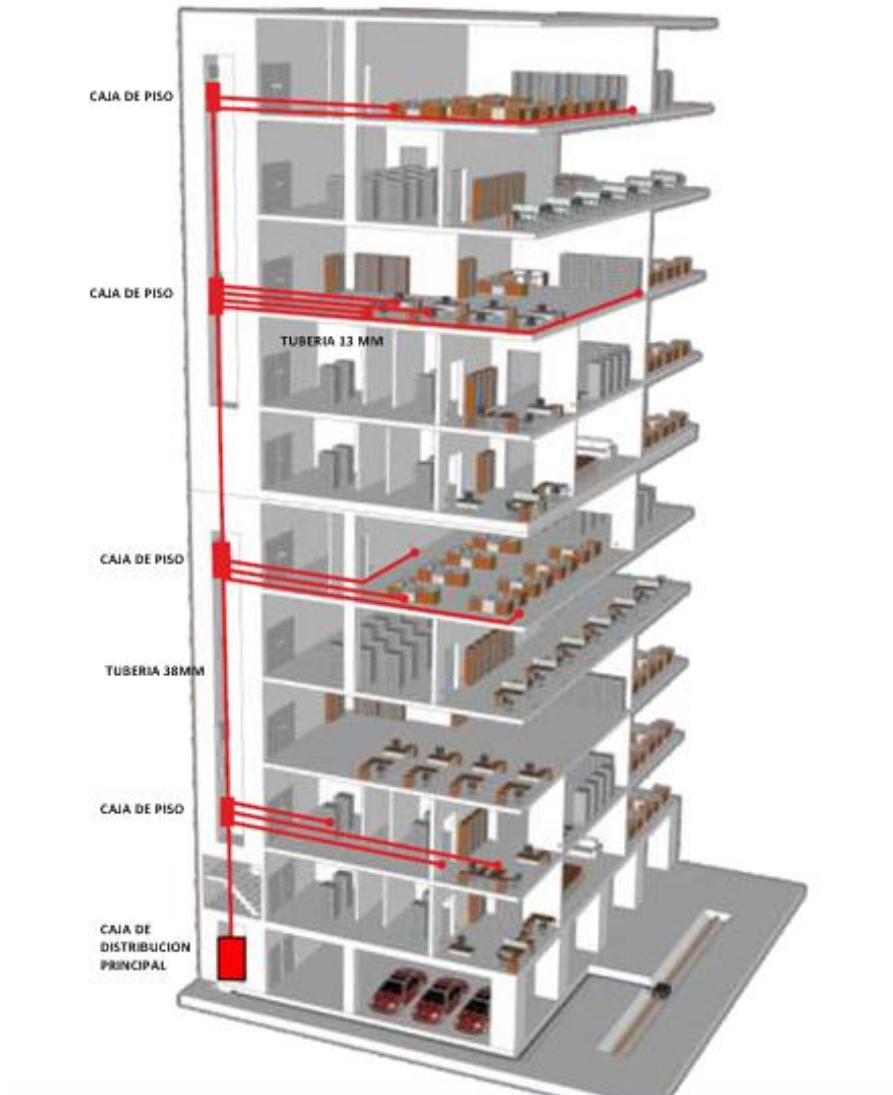 CAJA DE PISO
CAJA DE PISO
TUBERIA 13 MM
CAJA DE PISO
TUBERIA 38MM
CAJA DE PISO
CAJA DE
DISTRIBUCION
PRINCIPAL